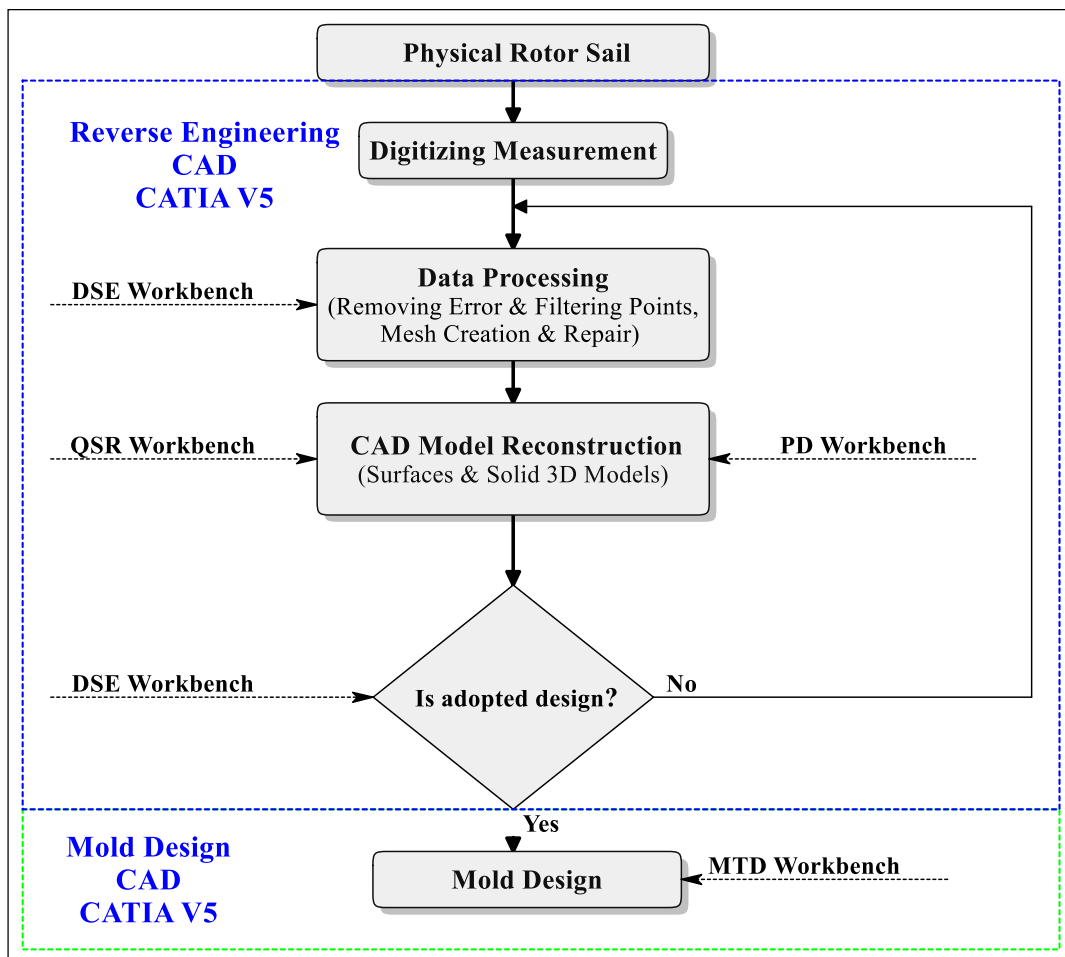 Physical Rotor Sail
Reverse Engineering
CAD
CATIA V5
Digitizing Measurement
DSE Workbench
Data Processing
(Removing Error & Filtering Points,
Mesh Creation & Repair)
QSR Workbench
CAD Model Reconstruction
(Surfaces & Solid 3D Models)
PD Workbench
DSE Workbench
Is adopted design?
No
Yes
Mold Design
CAD
CATIA V5
Mold Design
MTD Workbench